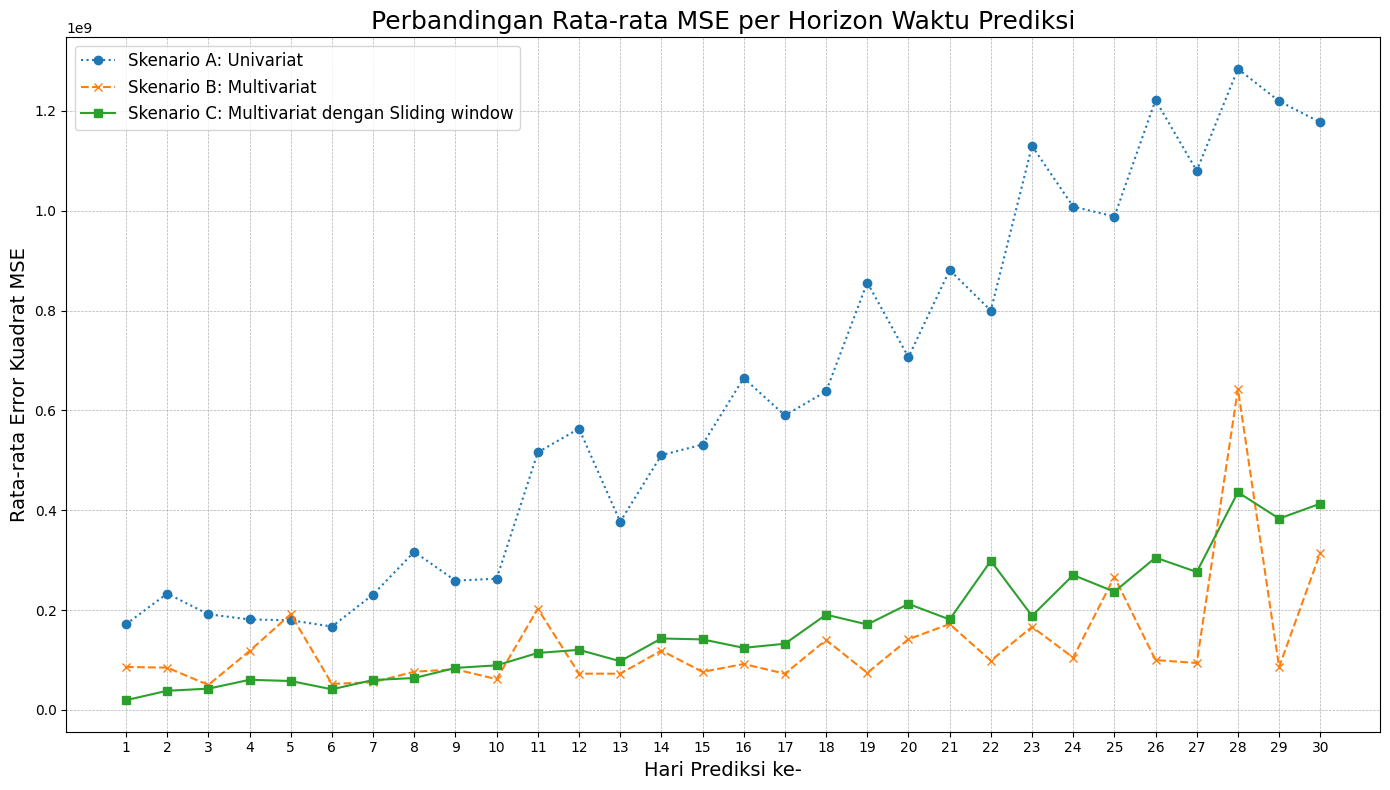 Perbandingan Rata-rata MSE per Horizon Waktu Prediksi
1e9
Skenario A: Univariat
Skenario B: Multivariat
Skenario C: Multivariat dengan Sliding window
Rata-rata Error Kuadrat MSE
1.2
1.0
0.8
0.6
0.4
0.2
0.0
1 2 3 4 5 6 7 8 9 10 11 12 13 14 15 16 17 18 19 20 21 22 23 24 25 26 27 28 29 30
Hari Prediksi ke-